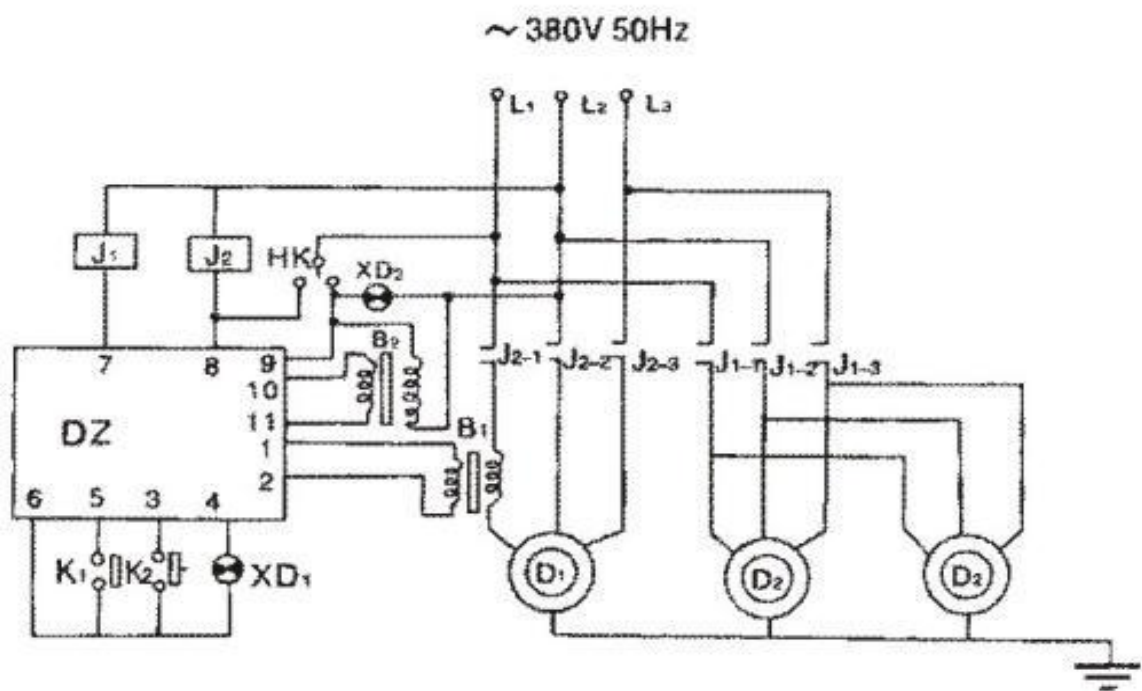 ~380V 50Hz
L1 L2 L3
J1 J2 HK XD2
7 8 9 B2
J2-1 J2-2 J2-3 J1-1 J1-2 J1-3
10
11
DZ B1
1
2
6 5 3 4
K1 K2 XD1
D1 D2 D2